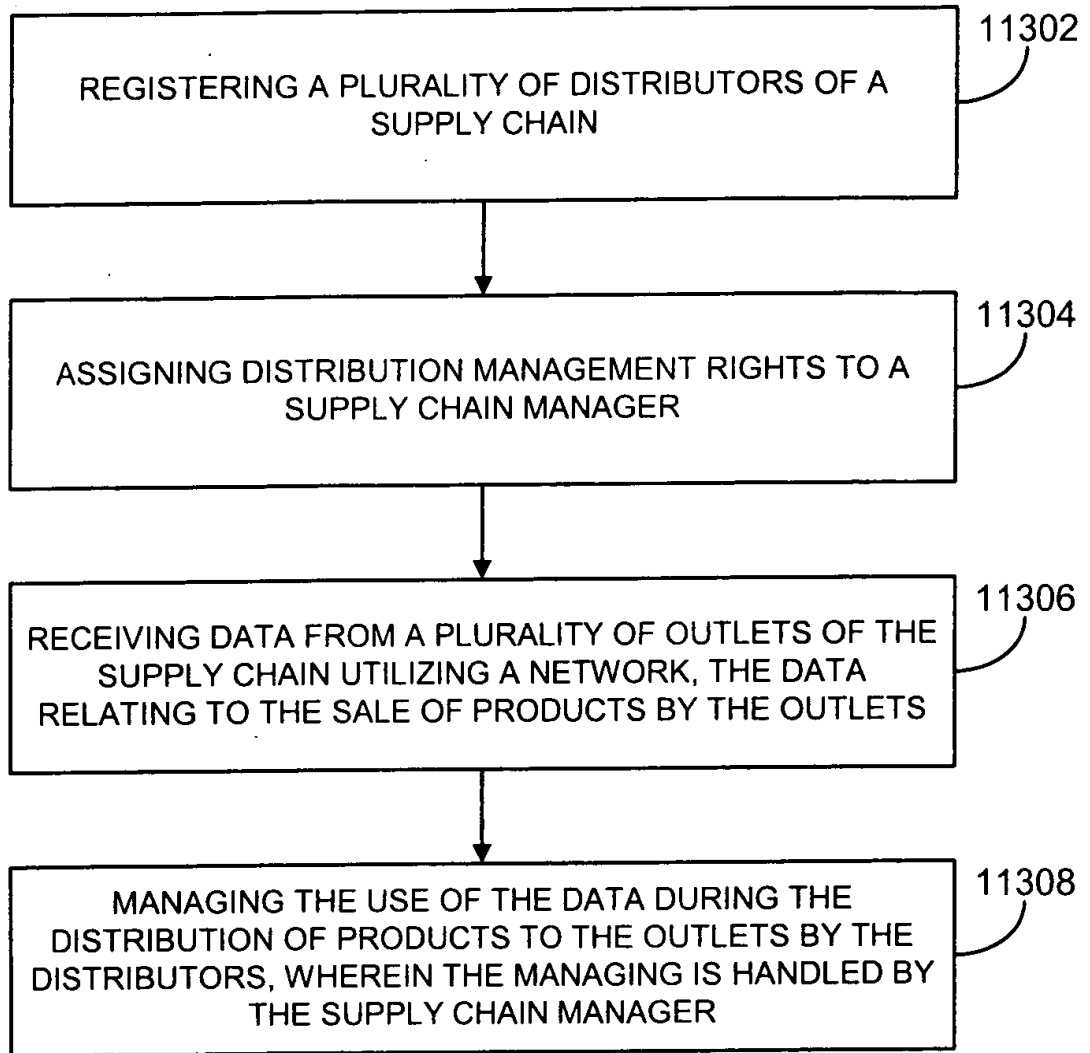 11302
REGISTERING A PLURALITY OF DISTRIBUTORS OF A
SUPPLY CHAIN
11304
ASSIGNING DISTRIBUTION MANAGEMENT RIGHTS TO A
SUPPLY CHAIN MANAGER
11306
RECEIVING DATA FROM A PLURALITY OF OUTLETS OF THE
SUPPLY CHAIN UTILIZING A NETWORK, THE DATA
RELATING TO THE SALE OF PRODUCTS BY THE OUTLETS
11308
MANAGING THE USE OF THE DATA DURING THE
DISTRIBUTION OF PRODUCTS TO THE OUTLETS BY THE
DISTRIBUTORS, WHEREIN THE MANAGING IS HANDLED BY
THE SUPPLY CHAIN MANAGER